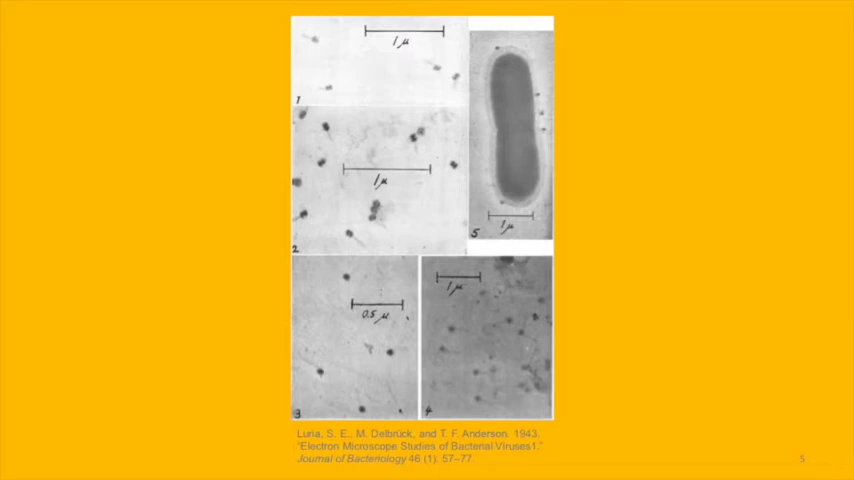 1 µ
1
5
1 µ
1 µ
2
0.5 µ.
3
1 µ
4
Luria, S. E., M. Delbrück, and T. F. Anderson. 1943.
“Electron Microscope Studies of Bacterial Viruses1.”
Journal of Bacteriology 46 (1): 57–77.
5